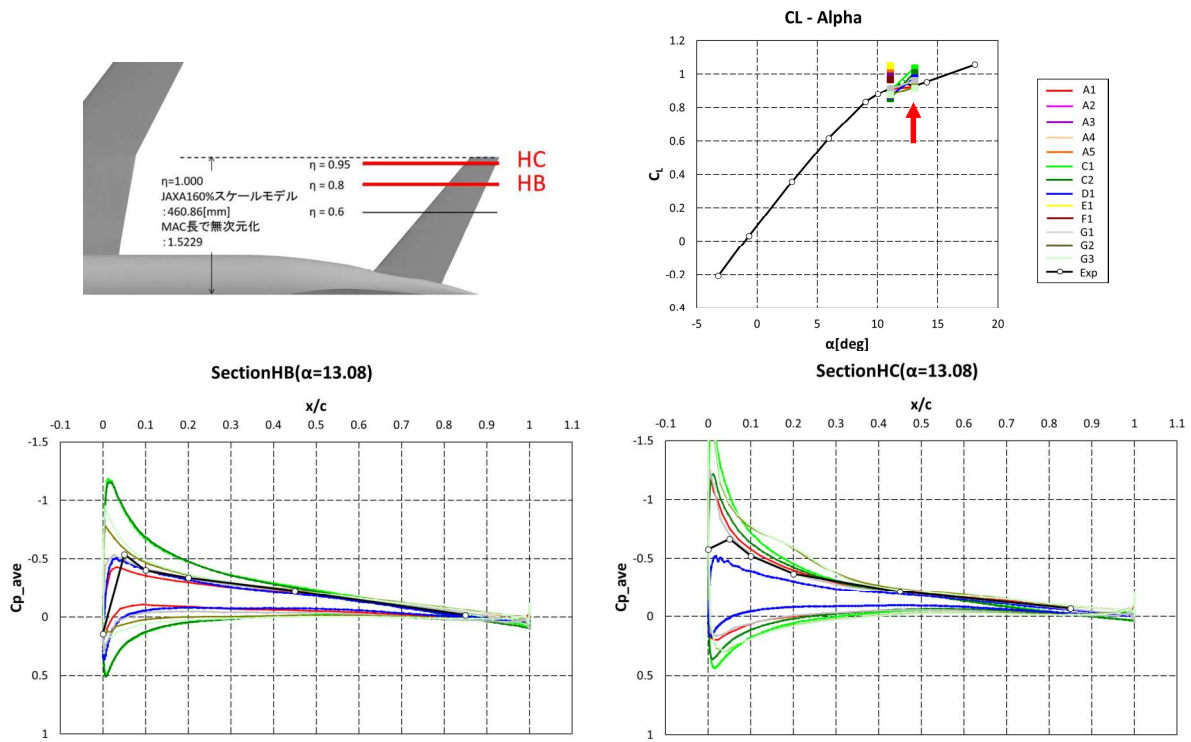 η=1.000
JAXA160%スケールモデル
:460.86[mm]
MAC長で無次元化
:1.5229
η = 0.95
η = 0.8
η = 0.6
HC
HB
CL - Alpha
1.2
1
0.8
0.6
0.4
0.2
0
-0.2
0.4
CL
-5 0 5 10 15 20
α[deg]
A1
A2
A3
A4
A5
C1
C2
D1
E1
F1
G1
G2
G3
Exp
SectionHB(α=13.08)
x/c
-0.1 0 0.1 0.2 0.3 0.4 0.5 0.6 0.7 0.8 0.9 1 1.1
-1.5
-1
-0.5
0
0.5
1
Cp_ave
SectionHC(α=13.08)
x/c
-0.1 0 0.1 0.2 0.3 0.4 0.5 0.6 0.7 0.8 0.9 1 1.1
-1.5
-1
-0.5
0
0.5
1
Cp_ave